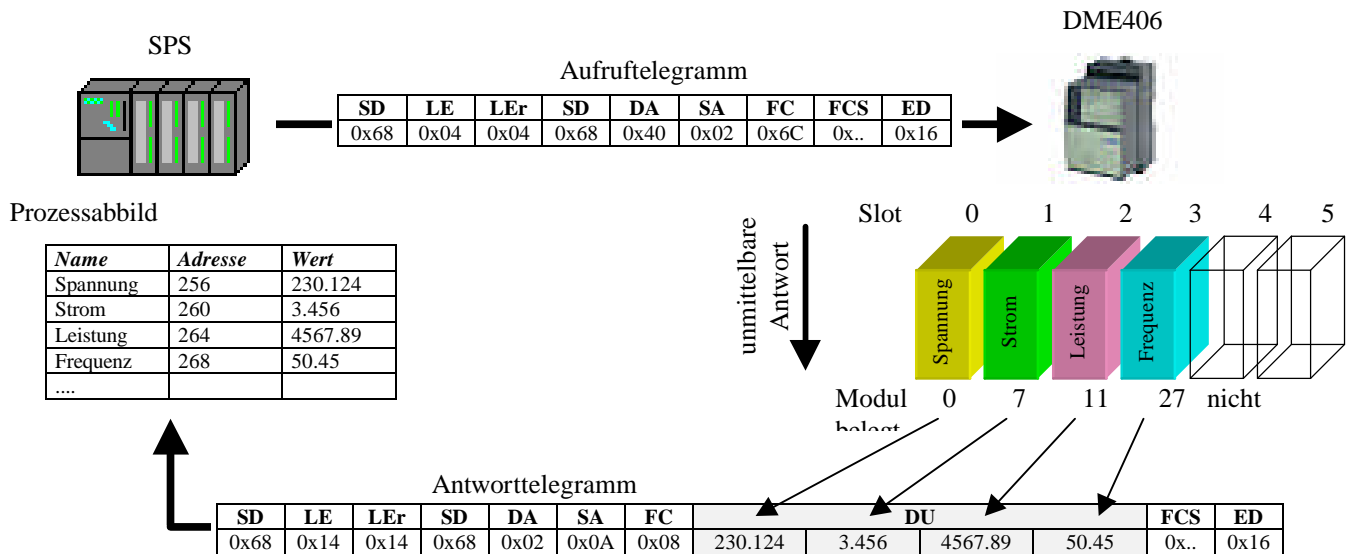 DME406
SPS
Aufruftelegramm
SD LE LEr SD DA SA FC FCS ED
0x68 0x04 0x04 0x68 0x40 0x02 0x6C 0x.. 0x16
Prozessabbild
Slot 0 1 2 3 4 5
Name Adresse Wert
Spannung 256 230.124
Strom 260 3.456
Leistung 264 4567.89
Frequenz 268 50.45
....
unmittelbare
Antwort
Spannung
Strom
Leistung
Frequenz
Modul 0 7 11 27 nicht
belegt
Antworttelegramm
SD LE LEr SD DA SA FC DU FCS ED
0x68 0x14 0x14 0x68 0x02 0x0A 0x08 230.124 3.456 4567.89 50.45 0x.. 0x16